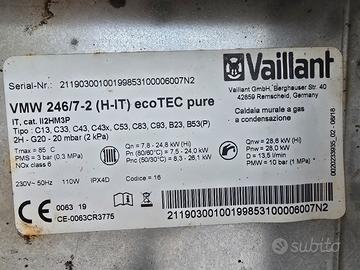 Serial-Nr.: 21190300100199853100006007N2
Vaillant
Vaillant GmbH, Berghauser Str. 40
42859 Remscheid, Germany
VMW 246/7-2 (H-IT) ecoTEC pure
IT, cat. II2HM3P
Caldaia murale a gas
a condensazione
Tipo : C13, C33, C43, C43x, C53, C83, C93, B23, B53(P)
2H - G20 - 20 mbar (2 kPa)
Tmax = 85 C
PMS = 3 bar (0.3 MPa)
NOx class 6
Qn = 7,8 - 24,8 kW (Hi)
Pn (80/60°C) = 7,5 - 24,0 kW
Pn (50/30°C) = 8,3 - 26,1 kW
Qnw = 28,6 kW (Hi)
Pnw = 28,0 kW
D = 13,5 l/min
PMW = 10 bar (1 MPa)
230V~ 50Hz 110W IPX4D
Codice = 16
0020233935_02 - 06/18
CE 0063 19
CE-0063CR3775
21190300100199853100006007N2
subito